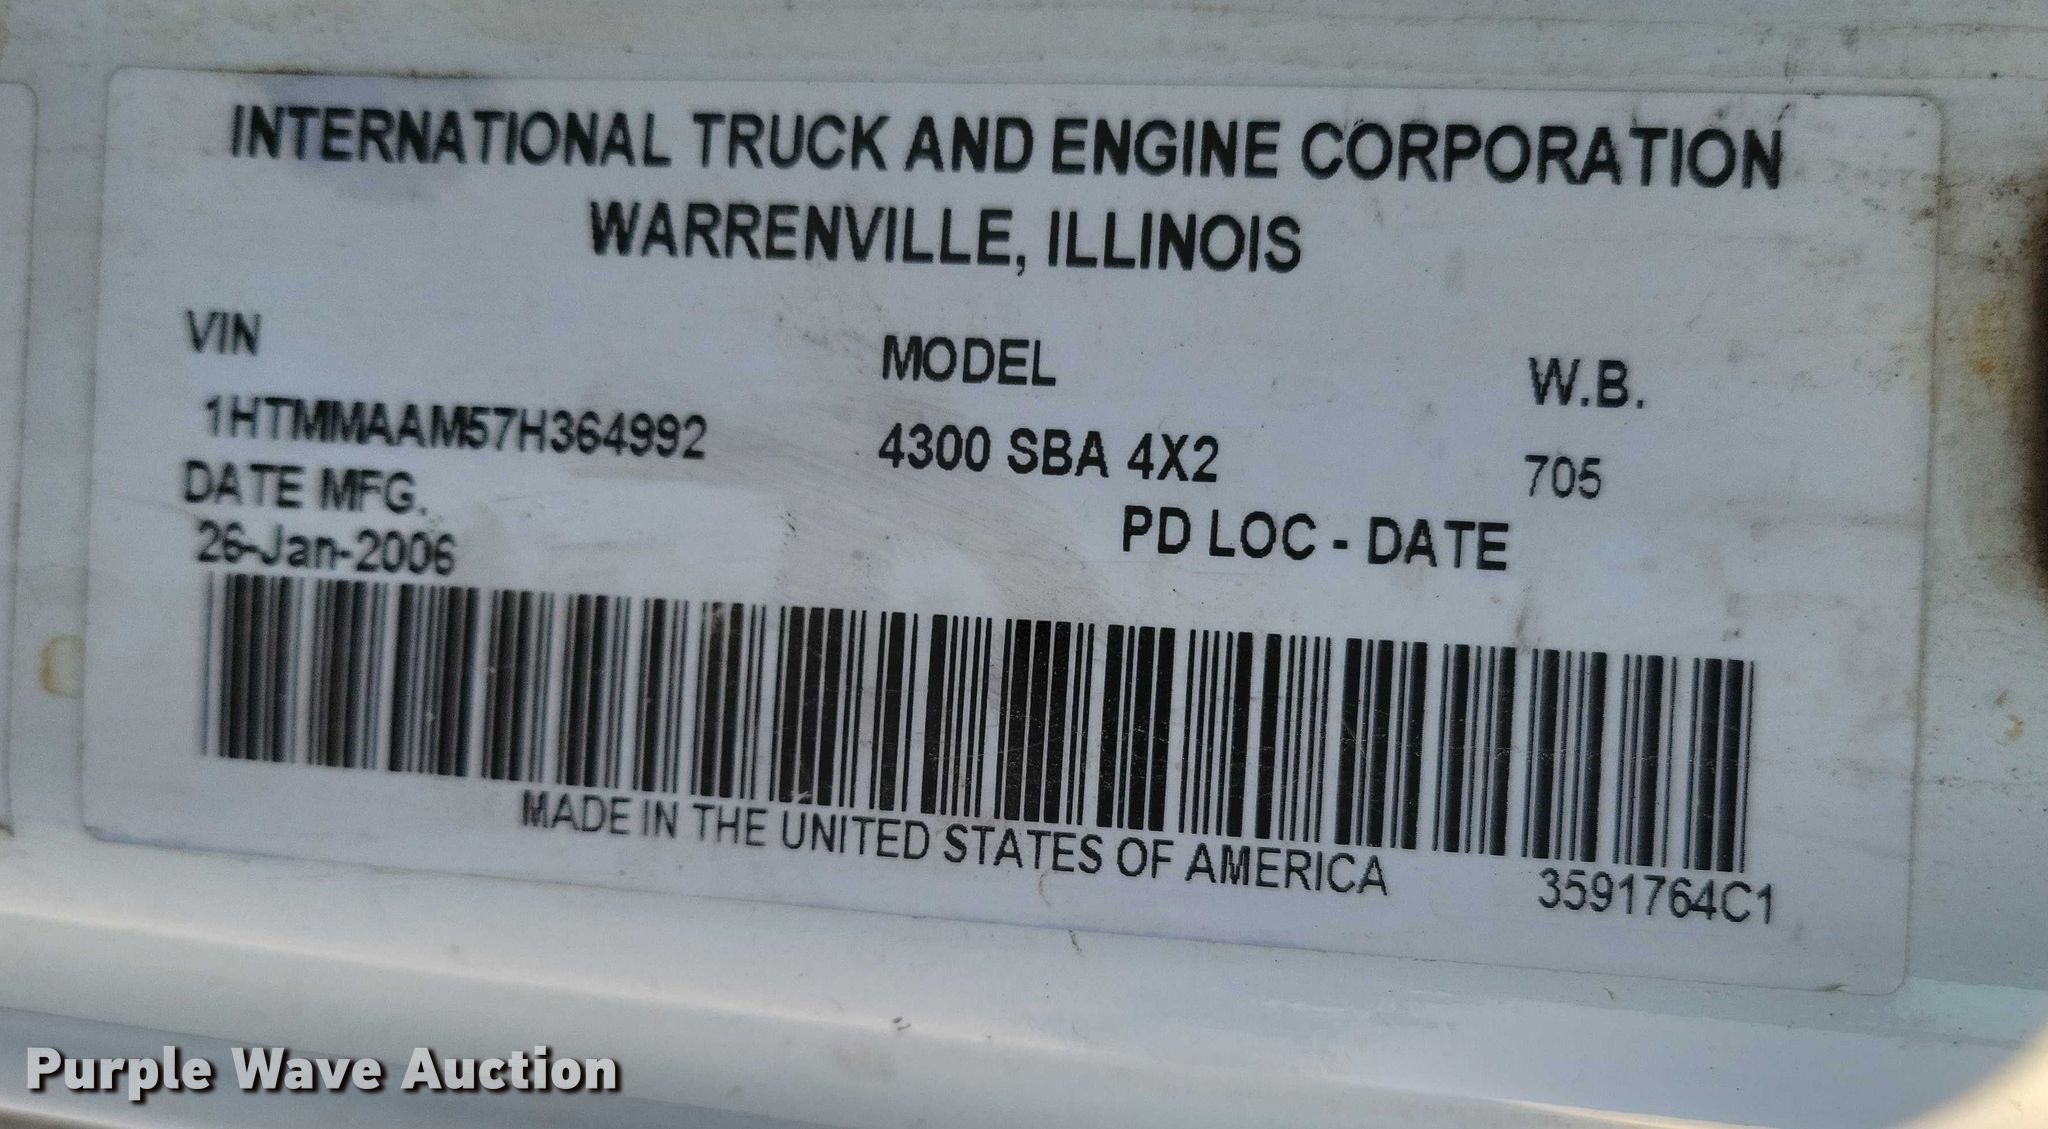 INTERNATIONAL TRUCK AND ENGINE CORPORATION
WARRENVILLE, ILLINOIS
VIN MODEL W.B.
1HTMMAAM57H364992 4300 SBA 4X2 705
DATE MFG. PD LOC - DATE
26-Jan-2006
MADE IN THE UNITED STATES OF AMERICA
3591764C1
Purple Wave Auction